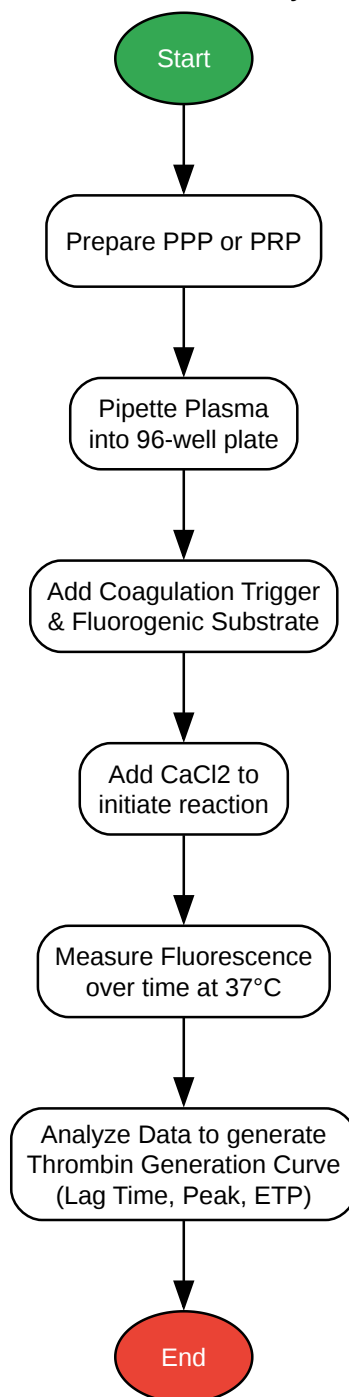 Start
Prepare PPP or PRP
Pipette Plasma
into 96-well plate
Add Coagulation Trigger
& Fluorogenic Substrate
Add CaCl2 to
initiate reaction
Measure Fluorescence
over time at 37°C
Analyze Data to generate
Thrombin Generation Curve
(Lag Time, Peak, ETP)
End